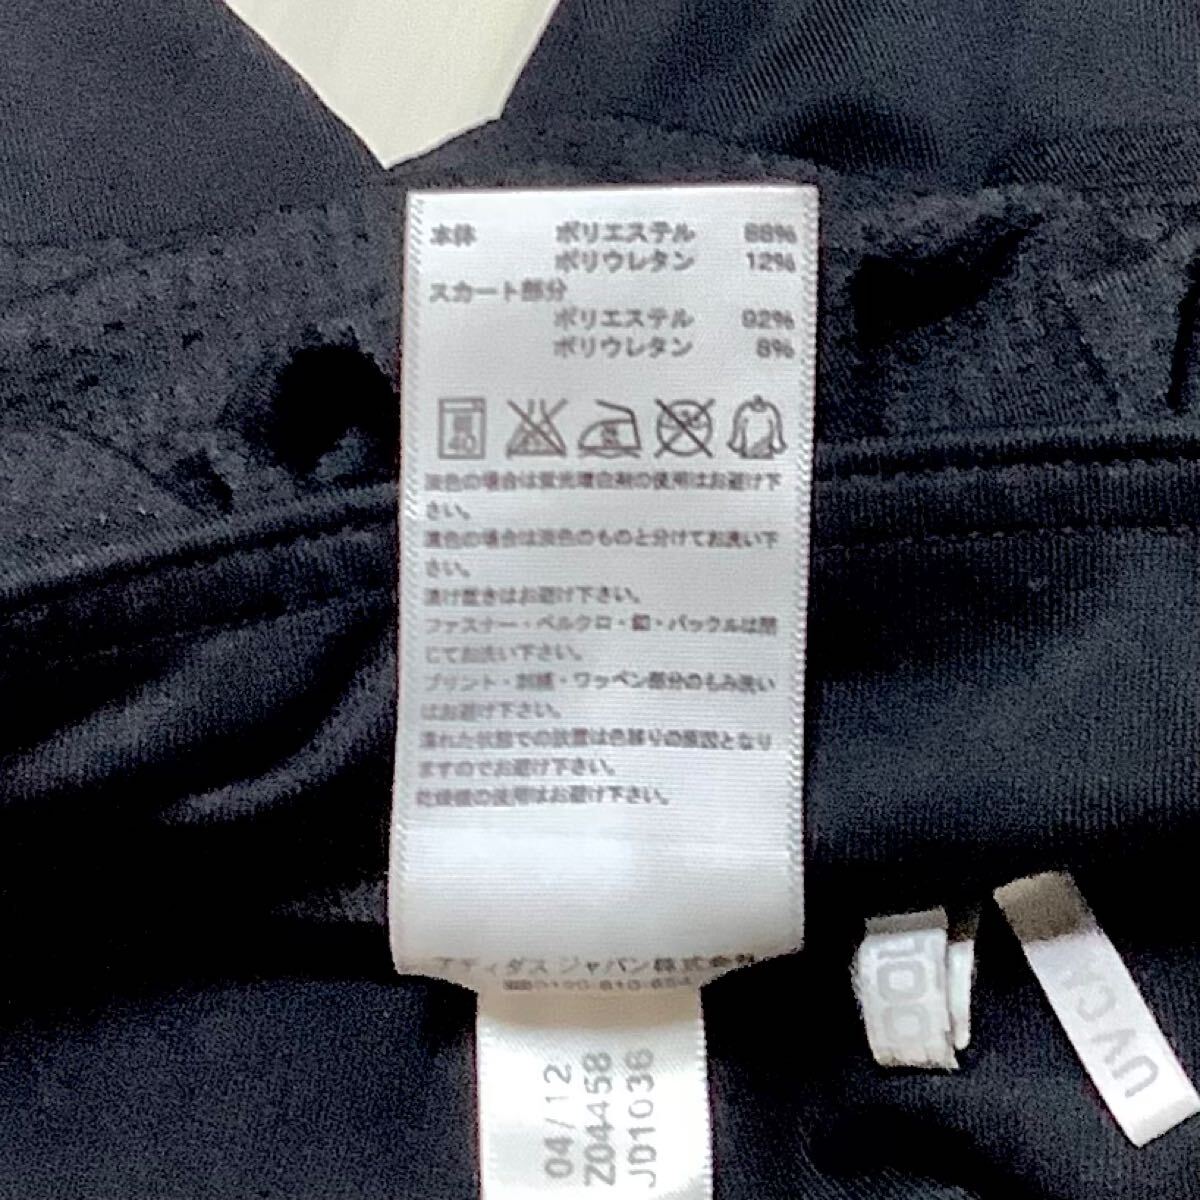 本体 ポリエステル 88%
ポリウレタン 12%
スカート部分
ポリエステル 92%
ポリウレタン 8%
40
淡色の場合は蛍光増白剤の使用はお避け下
さい。
濃色の場合は淡色のものと分けてお洗い下
さい。
漬け置きはお避け下さい。
ファスナー・ベルクロ・釦・バックルは閉
じてお洗い下さい。
プリント・刺繍・ワッペン部分のもみ洗い
はお避け下さい。
濡れた状態での放置は色移りの原因となり
ますのでお避け下さい。
乾燥機の使用はお避け下さい。
アディダス ジャパン株式会社
04/12
Z04458
JD1036
UV CU